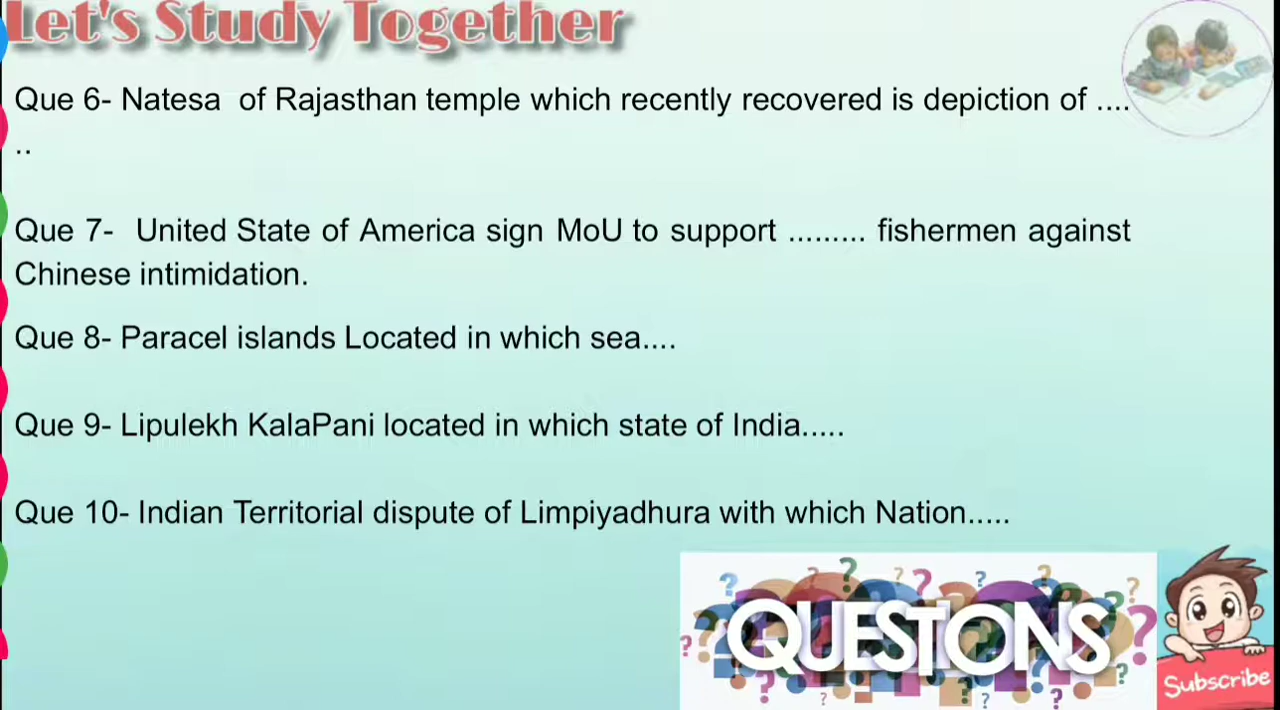 Let's Study Together
Que 6- Natesa of Rajasthan temple which recently recovered is depiction of ....
..
Que 7- United State of America sign MoU to support ......... fishermen against
Chinese intimidation.
Que 8- Paracel islands Located in which sea....
Que 9- Lipulekh KalaPani located in which state of India.....
Que 10- Indian Territorial dispute of Limpiyadhura with which Nation.....
QUESTONS
Subscribe